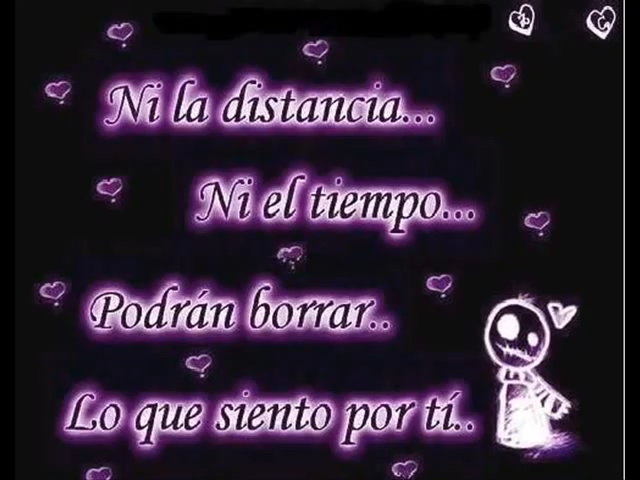 Ni la distancia...
Ni el tiempo...
Podrán borrar..
Lo que siento por tí..